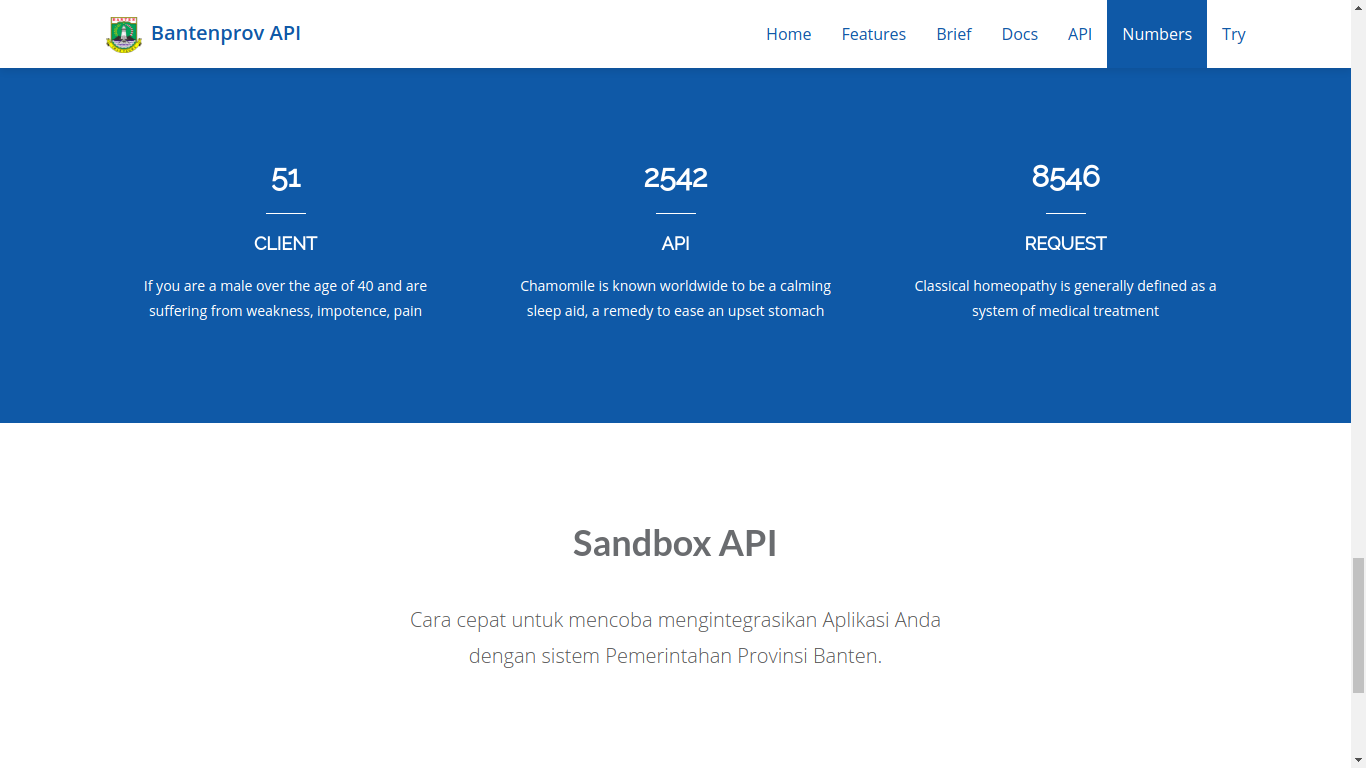 Bantenprov API
Home Features Brief Docs API Numbers Try
51
CLIENT
If you are a male over the age of 40 and are
suffering from weakness, impotence, pain
2542
API
Chamomile is known worldwide to be a calming
sleep aid, a remedy to ease an upset stomach
8546
REQUEST
Classical homeopathy is generally defined as a
system of medical treatment
Sandbox API
Cara cepat untuk mencoba mengintegrasikan Aplikasi Anda
dengan sistem Pemerintahan Provinsi Banten.